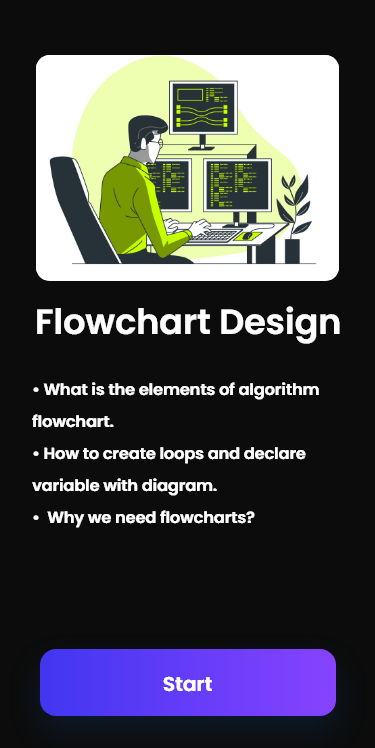 Flowchart Design
• What is the elements of algorithm
flowchart.
• How to create loops and declare
variable with diagram.
• Why we need flowcharts?
Start